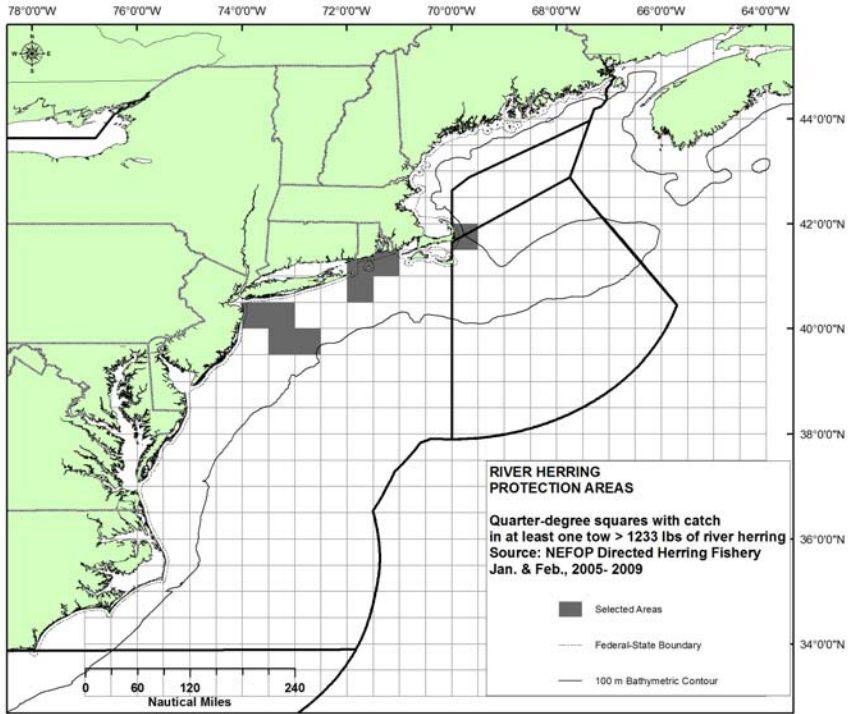 78°0'0"W 76°0'0"W 74°0'0"W 72°0'0"W 70°0'0"W 68°0'0"W 66°0'0"W 64°0'0"W
N
W E
S
44°0'0"N
42°0'0"N
40°0'0"N
38°0'0"N
36°0'0"N
34°0'0"N
RIVER HERRING
PROTECTION AREAS
Quarter-degree squares with catch
in at least one tow > 1233 lbs of river herring
Source: NEFOP Directed Herring Fishery
Jan. & Feb., 2005- 2009
Selected Areas
Federal-State Boundary
100 m Bathymetric Contour
0 60 120 240
Nautical Miles